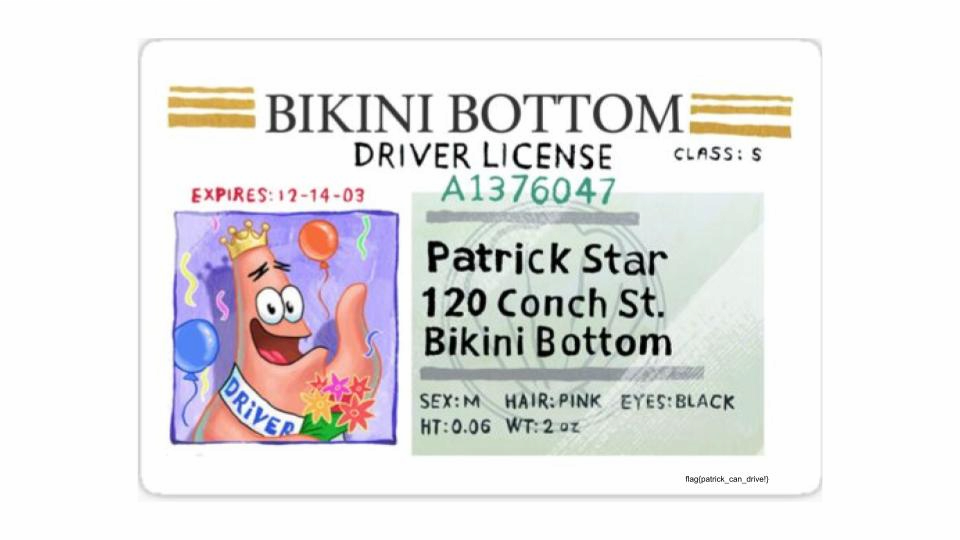 BIKINI BOTTOM
DRIVER LICENSE
CLASS: S
A1376047
EXPIRES: 12-14-03
Patrick Star
120 Conch St.
Bikini Bottom
SEX: M HAIR: PINK EYES: BLACK
HT: 0.06 WT: 2 oz
DRIVER
flag{patrick_can_drive!}